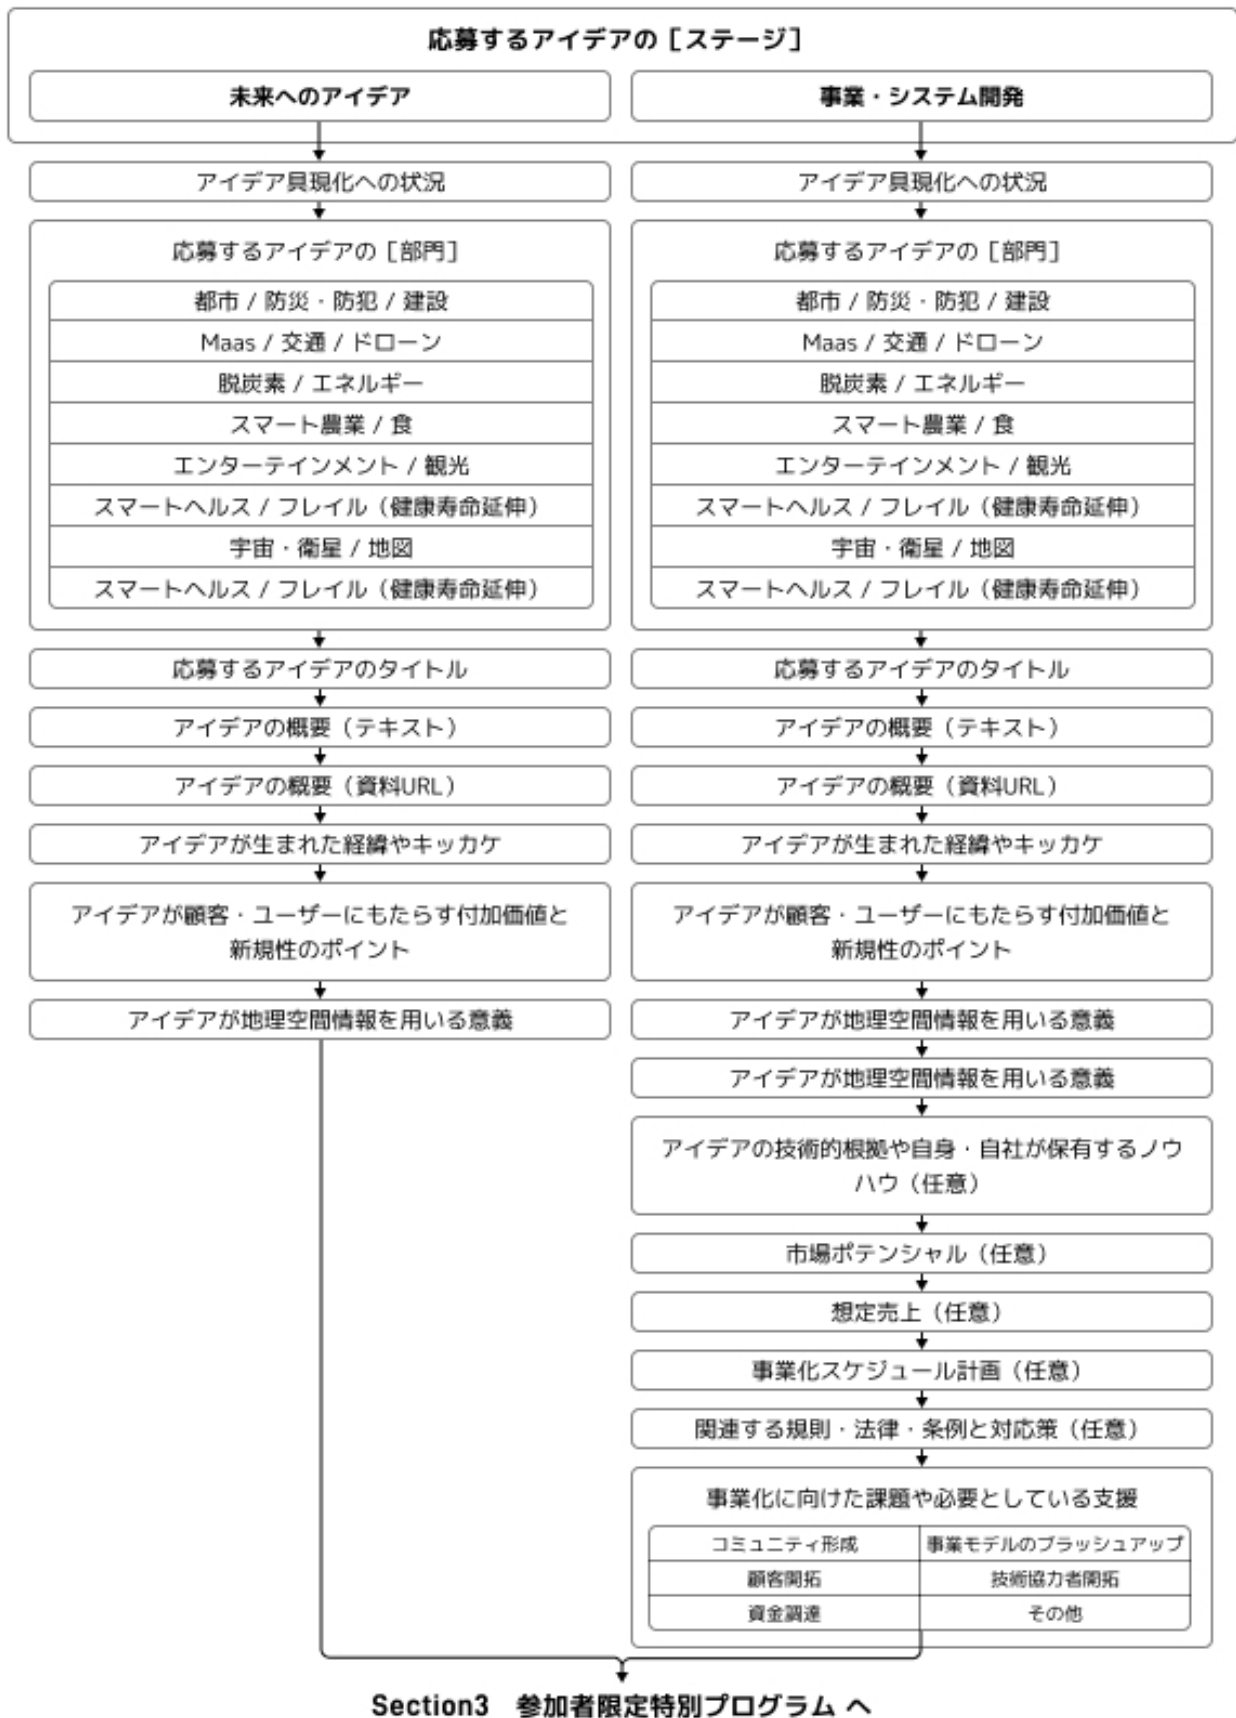 応募するアイデアの［ステージ］
未来へのアイデア
アイデア具現化への状況
応募するアイデアの［部門］
都市 / 防災・防犯 / 建設
Maas / 交通 / ドローン
脱炭素 / エネルギー
スマート農業 / 食
エンターテインメント / 観光
スマートヘルス / フレイル（健康寿命延伸）
宇宙・衛星 / 地図
スマートヘルス / フレイル（健康寿命延伸）
応募するアイデアのタイトル
アイデアの概要（テキスト）
アイデアの概要（資料URL）
アイデアが生まれた経緯やキッカケ
アイデアが顧客・ユーザーにもたらす付加価値と
新規性のポイント
アイデアが地理空間情報を用いる意義
事業・システム開発
アイデア具現化への状況
応募するアイデアの［部門］
都市 / 防災・防犯 / 建設
Maas / 交通 / ドローン
脱炭素 / エネルギー
スマート農業 / 食
エンターテインメント / 観光
スマートヘルス / フレイル（健康寿命延伸）
宇宙・衛星 / 地図
スマートヘルス / フレイル（健康寿命延伸）
応募するアイデアのタイトル
アイデアの概要（テキスト）
アイデアの概要（資料URL）
アイデアが生まれた経緯やキッカケ
アイデアが顧客・ユーザーにもたらす付加価値と
新規性のポイント
アイデアが地理空間情報を用いる意義
アイデアが地理空間情報を用いる意義
アイデアの技術的根拠や自身・自社が保有するノウ
ハウ（任意）
市場ポテンシャル（任意）
想定売上（任意）
事業化スケジュール計画（任意）
関連する規則・法律・条例と対応策（任意）
事業化に向けた課題や必要としている支援
コミュニティ形成
事業モデルのブラッシュアップ
顧客開拓
技術協力者開拓
資金調達
その他
Section3　参加者限定特別プログラム へ